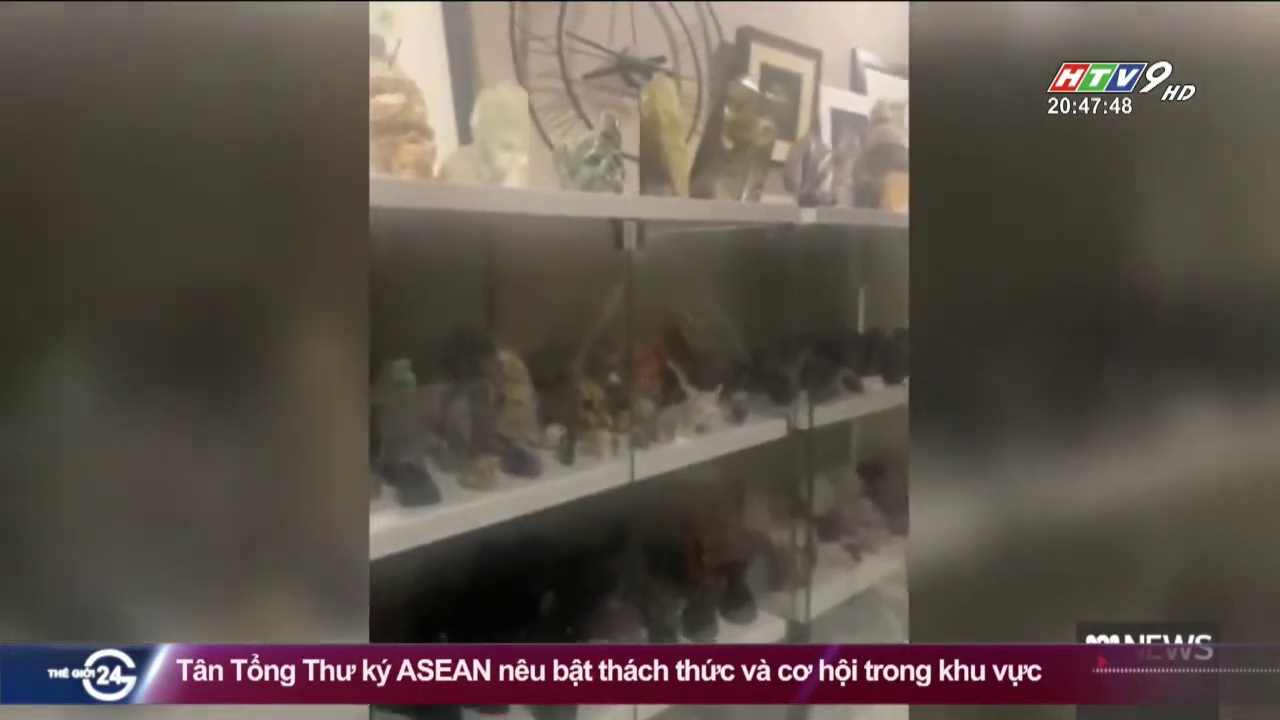 HTV9 HD
20:47:48
NEWS
THẾ GIỚI 24G
Tân Tổng Thư ký ASEAN nêu bật thách thức và cơ hội trong khu vực